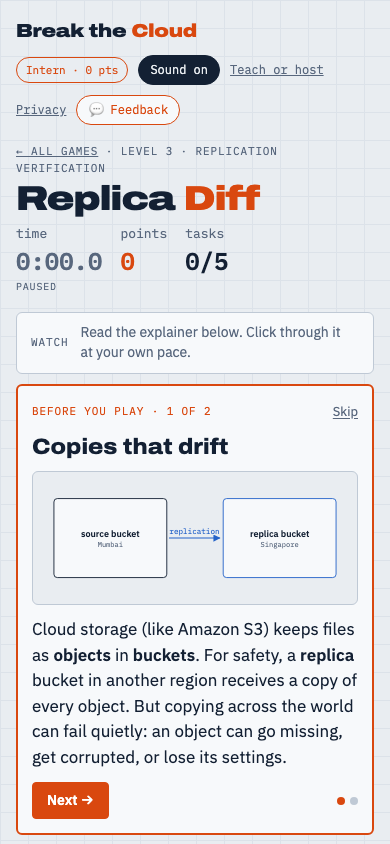 Break the Cloud
Intern · 0 pts
Sound on
Teach or host
Privacy
💬 Feedback
← ALL GAMES · LEVEL 3 · REPLICATION
VERIFICATION
Replica Diff
time
points
tasks
0:00.0
0
0/5
PAUSED
WATCH
Read the explainer below. Click through it
at your own pace.
BEFORE YOU PLAY · 1 OF 2
Skip
Copies that drift
source bucket
Mumbai
replication
replica bucket
Singapore
Cloud storage (like Amazon S3) keeps files
as objects in buckets. For safety, a replica
bucket in another region receives a copy of
every object. But copying across the world
can fail quietly: an object can go missing,
get corrupted, or lose its settings.
Next →